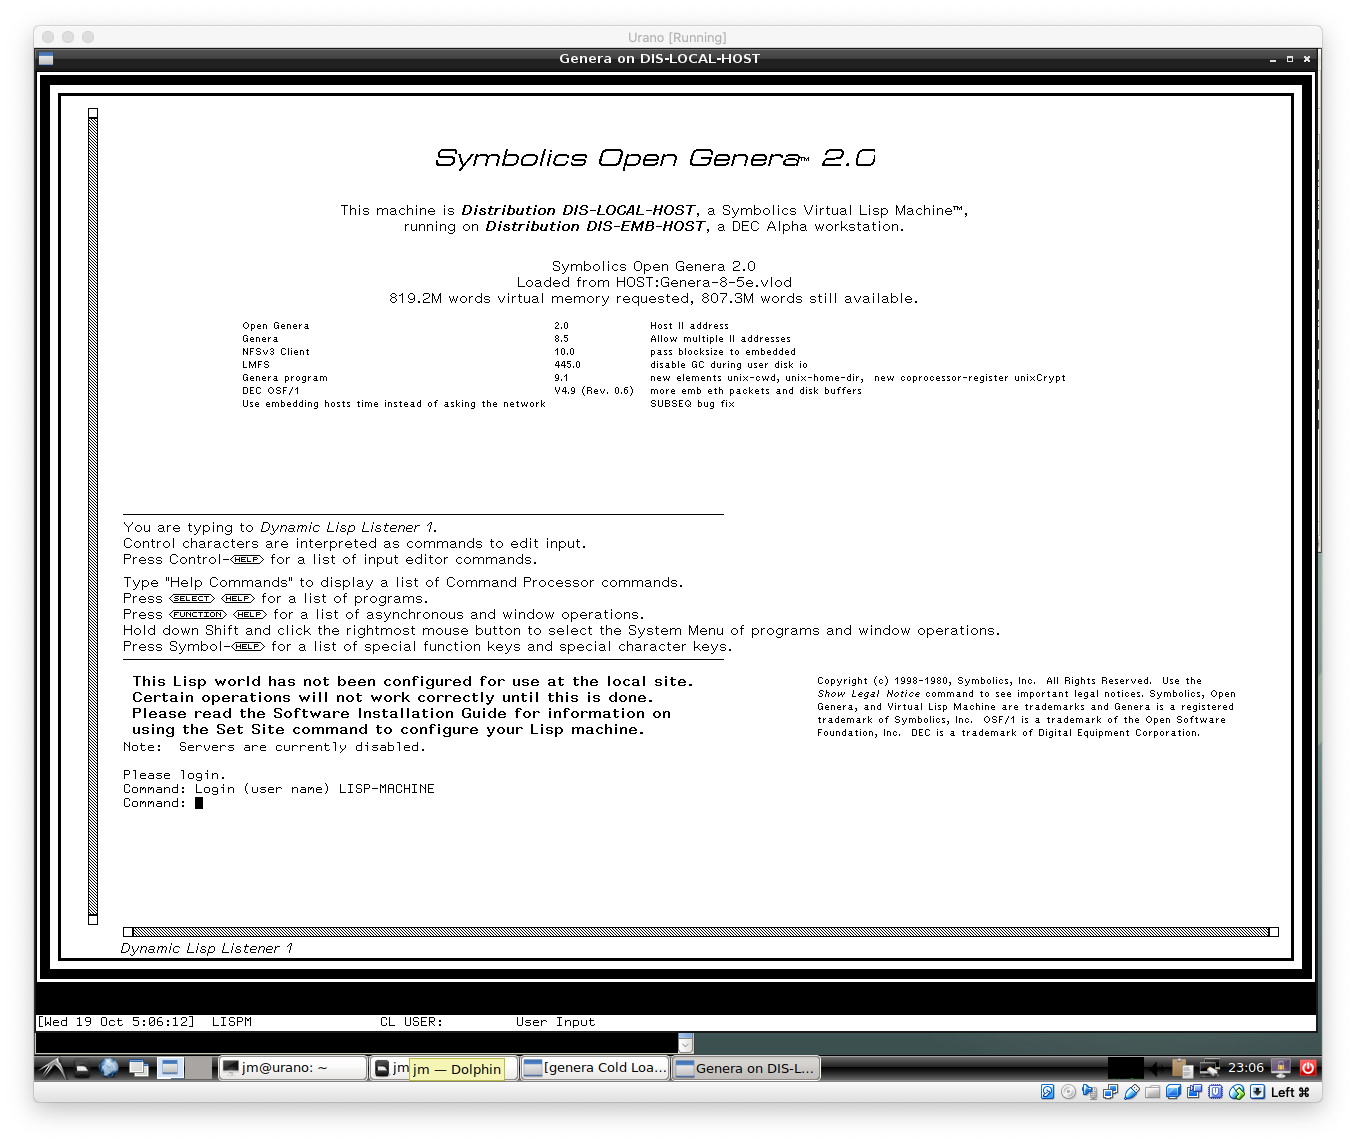 Urano [Running]
Genera on DIS-LOCAL-HOST
Symbolics Open Genera™ 2.0
This machine is Distribution DIS-LOCAL-HOST, a Symbolics Virtual Lisp Machine™,
running on Distribution DIS-EMB-HOST, a DEC Alpha workstation.
Symbolics Open Genera 2.0
Loaded from HOST:Genera-8-5e.vlod
819.2M words virtual memory requested, 807.3M words still available.
Open Genera 2.0 Host II address
Genera 8.5 Allow multiple II addresses
NFSv3 Client 10.0 pass blocksize to embedded
LMFS 445.0 disable GC during user disk io
Genera program 9.1 new elements unix-cwd, unix-home-dir, new coprocessor-register unixCrypt
DEC OSF/1 V4.9 (Rev. 0.6) more emb eth packets and disk buffers
Use embedding hosts time instead of asking the network SUBSEQ bug fix
You are typing to Dynamic Lisp Listener 1.
Control characters are interpreted as commands to edit input.
Press Control-HELP for a list of input editor commands.
Type "Help Commands" to display a list of Command Processor commands.
Press SELECT HELP for a list of programs.
Press FUNCTION HELP for a list of asynchronous and window operations.
Hold down Shift and click the rightmost mouse button to select the System Menu of programs and window operations.
Press Symbol-HELP for a list of special function keys and special character keys.
This Lisp world has not been configured for use at the local site.
Certain operations will not work correctly until this is done.
Please read the Software Installation Guide for information on
using the Set Site command to configure your Lisp machine.
Note: Servers are currently disabled.
Copyright (c) 1998-1980, Symbolics, Inc. All Rights Reserved. Use the
Show Legal Notice command to see important legal notices. Symbolics, Open
Genera, and Virtual Lisp Machine are trademarks and Genera is a registered
trademark of Symbolics, Inc. OSF/1 is a trademark of the Open Software
Foundation, Inc. DEC is a trademark of Digital Equipment Corporation.
Please login.
Command: Login (user name) LISP-MACHINE
Command:
Dynamic Lisp Listener 1
[Wed 19 Oct 5:06:12] LISPM CL USER: User Input
jm@urano: ~
jm
jm — Dolphin
[genera Cold Loa...
Genera on DIS-L...
23:06
Left ⌘